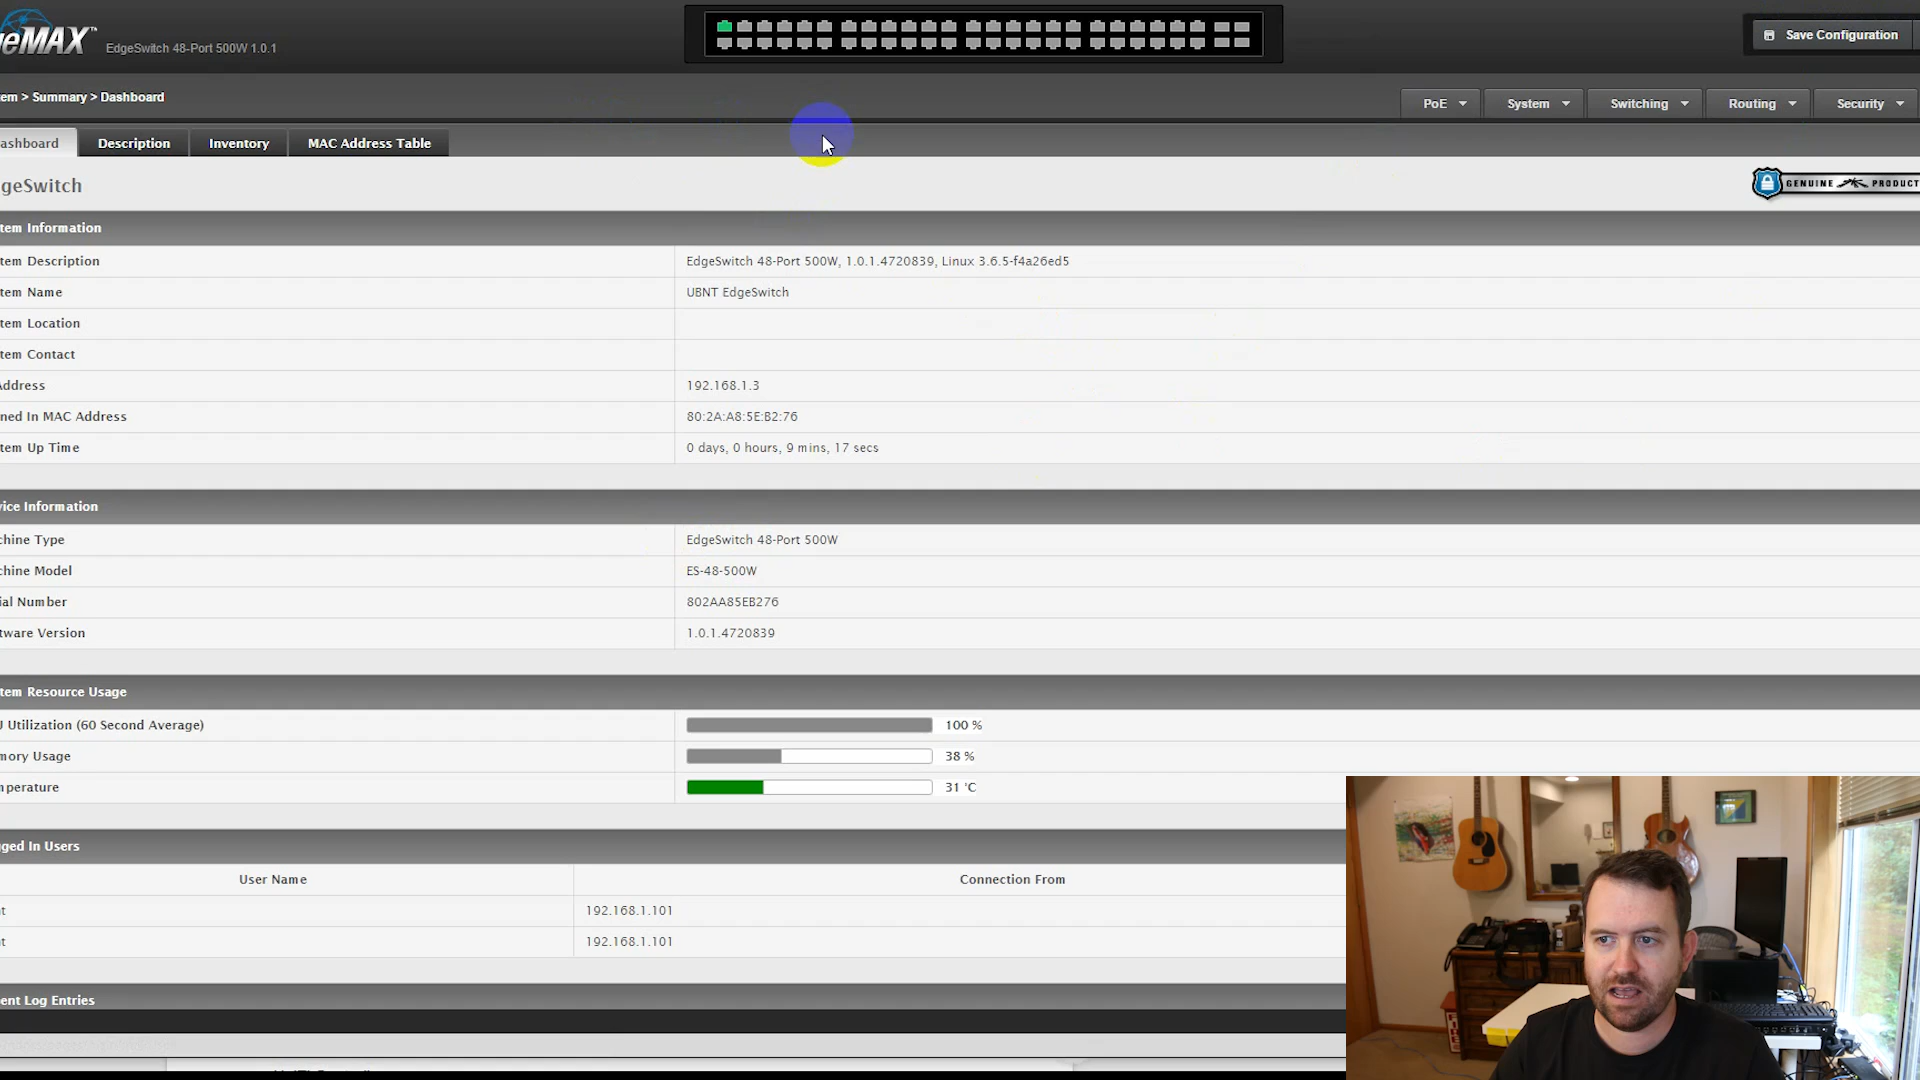 geMAX™ EdgeSwitch 48-Port 500W 1.0.1
Save Configuration
em > Summary > Dashboard
PoE System Switching Routing Security
ashboard Description Inventory MAC Address Table
geSwitch
GENUINE PRODUCT
tem Information
tem Description EdgeSwitch 48-Port 500W, 1.0.1.4720839, Linux 3.6.5-f4a26ed5
tem Name UBNT EdgeSwitch
tem Location
tem Contact
Address 192.168.1.3
ned In MAC Address 80:2A:A8:5E:B2:76
tem Up Time 0 days, 0 hours, 9 mins, 17 secs
vice Information
chine Type EdgeSwitch 48-Port 500W
chine Model ES-48-500W
ial Number 802AA85EB276
tware Version 1.0.1.4720839
tem Resource Usage
U Utilization (60 Second Average) 100 %
mory Usage 38 %
mperature 31 °C
ged In Users
User Name Connection From
t 192.168.1.101
t 192.168.1.101
ent Log Entries